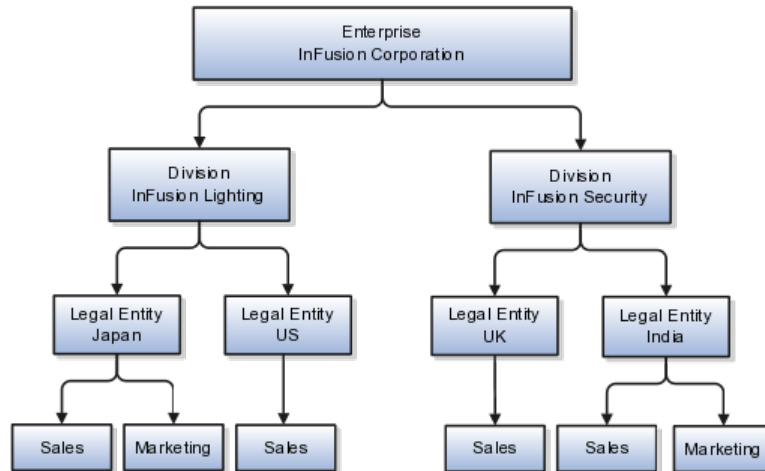 Enterprise
InFusion Corporation
Division
InFusion Lighting
Division
InFusion Security
Legal Entity
Japan
Legal Entity
US
Legal Entity
UK
Legal Entity
India
Sales
Marketing
Sales
Sales
Sales
Marketing